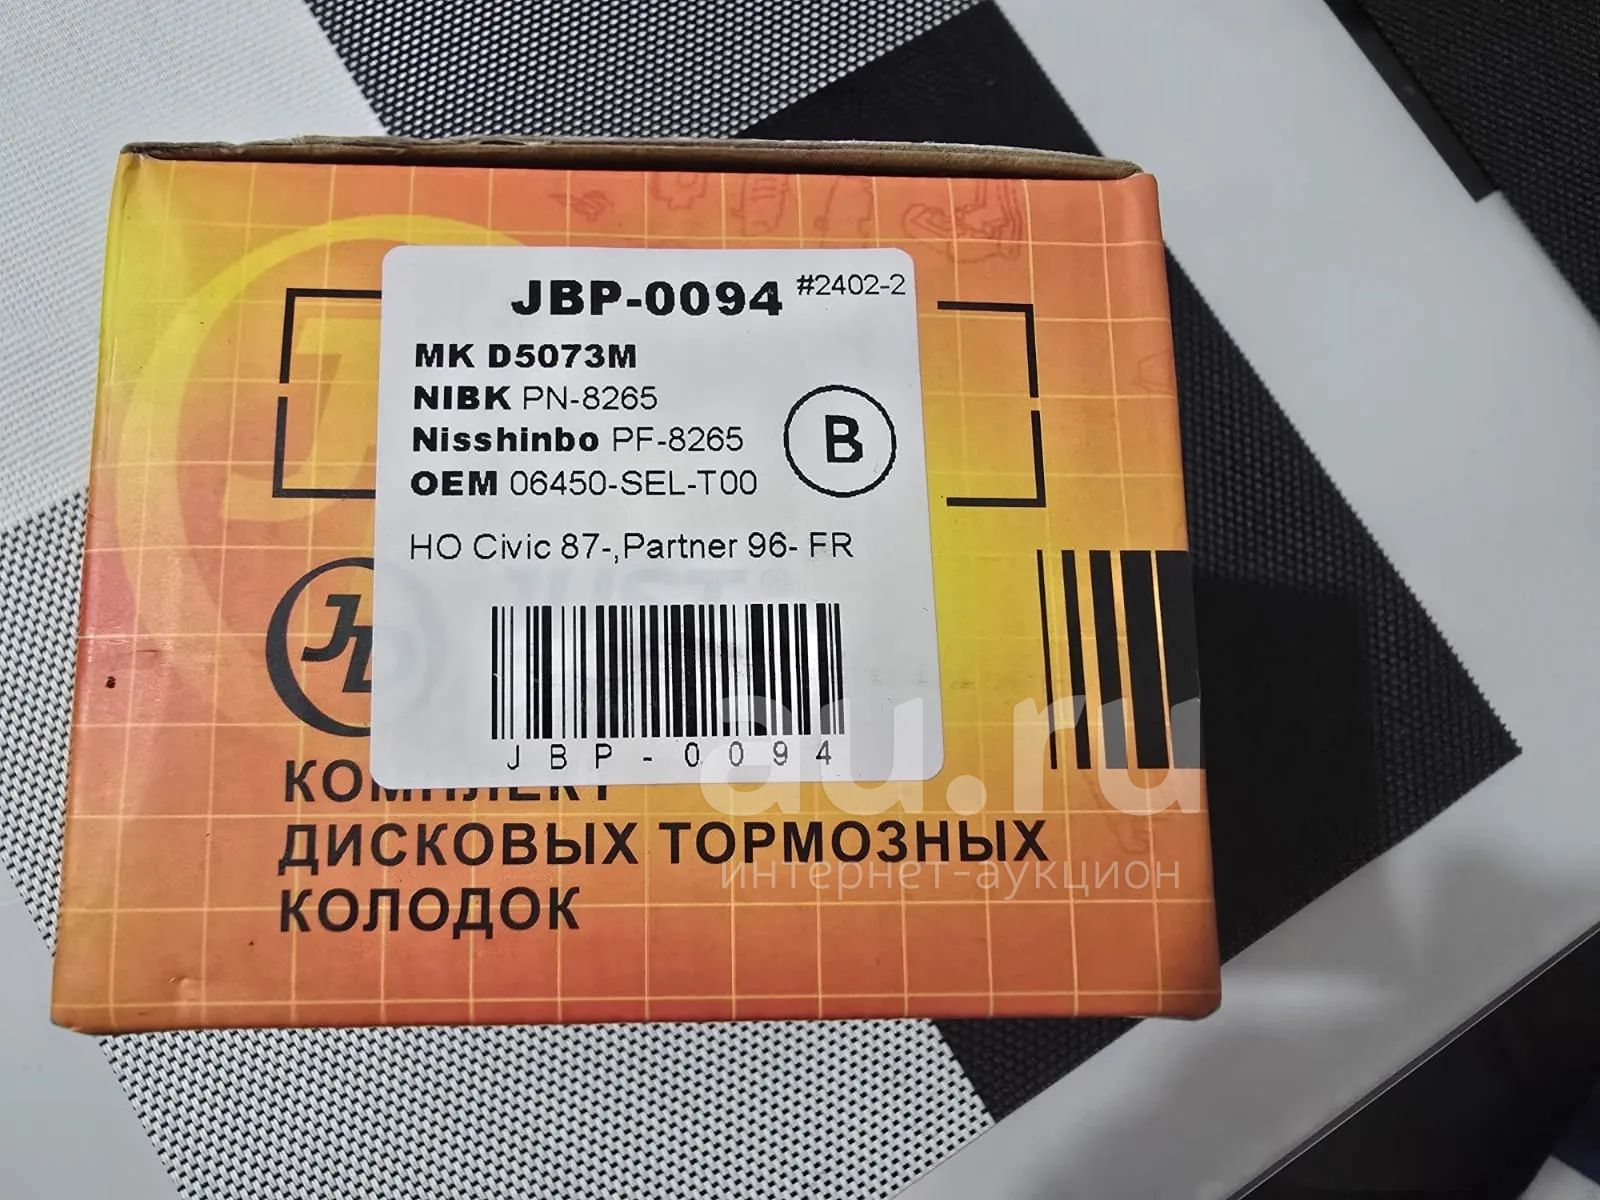 JBP-0094 #2402-2
MK D5073M
NIBK PN-8265
Nisshinbo PF-8265
OEM 06450-SEL-T00
B
HO Civic 87-,Partner 96- FR
JBP-0094
КОМПЛЕКТ
ДИСКОВЫХ ТОРМОЗНЫХ
КОЛОДОК
au.ru
интернет-аукцион